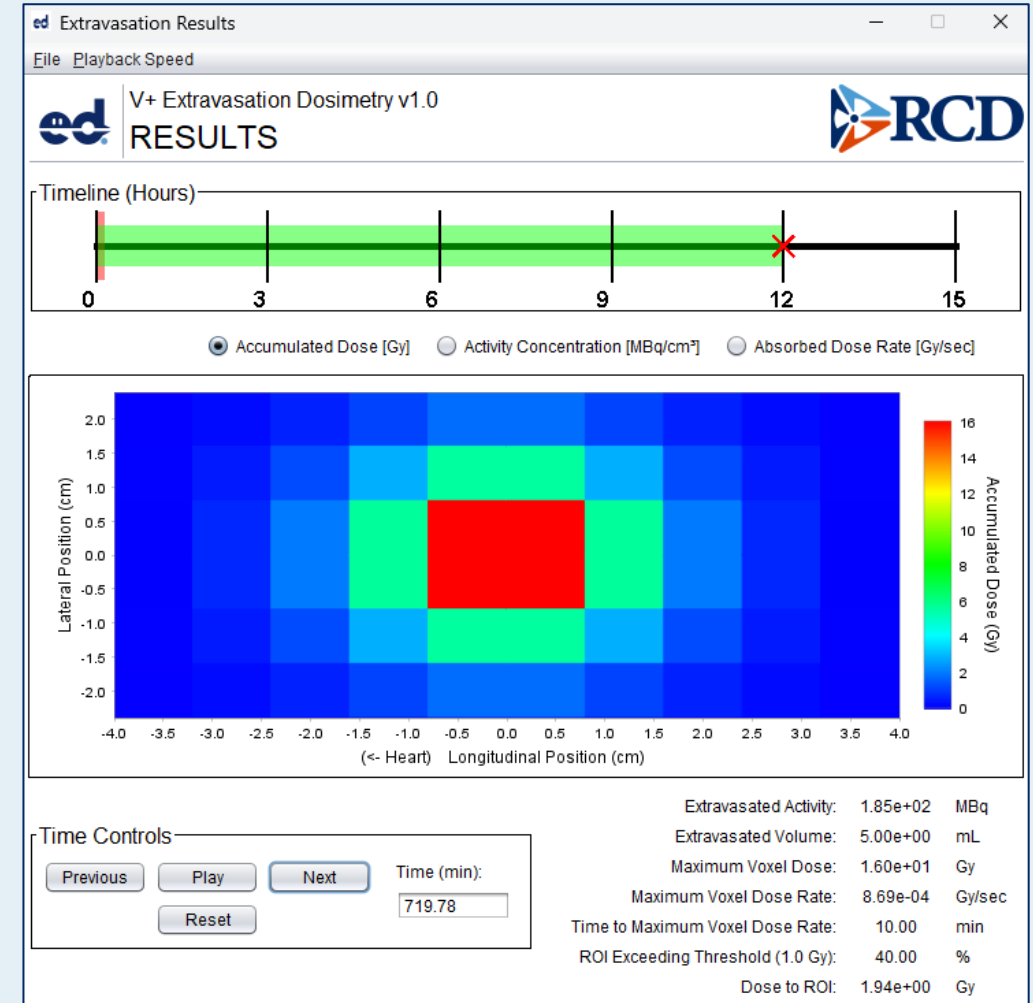 ed Extravasation Results
File Playback Speed
ed. V+ Extravasation Dosimetry v1.0
RESULTS
RCD
Timeline (Hours)
0 3 6 9 12 15
Accumulated Dose [Gy] Activity Concentration [MBq/cm³] Absorbed Dose Rate [Gy/sec]
2.0
1.5
1.0
0.5
0.0
-0.5
-1.0
-1.5
-2.0
Lateral Position (cm)
-4.0 -3.5 -3.0 -2.5 -2.0 -1.5 -1.0 -0.5 0.0 0.5 1.0 1.5 2.0 2.5 3.0 3.5 4.0
(<- Heart) Longitudinal Position (cm)
16
14
12
10
8
6
4
2
0
Accumulated Dose (Gy)
Time Controls
Previous Play Next
Reset
Time (min):
719.78
Extravasated Activity: 1.85e+02 MBq
Extravasated Volume: 5.00e+00 mL
Maximum Voxel Dose: 1.60e+01 Gy
Maximum Voxel Dose Rate: 8.69e-04 Gy/sec
Time to Maximum Voxel Dose Rate: 10.00 min
ROI Exceeding Threshold (1.0 Gy): 40.00 %
Dose to ROI: 1.94e+00 Gy